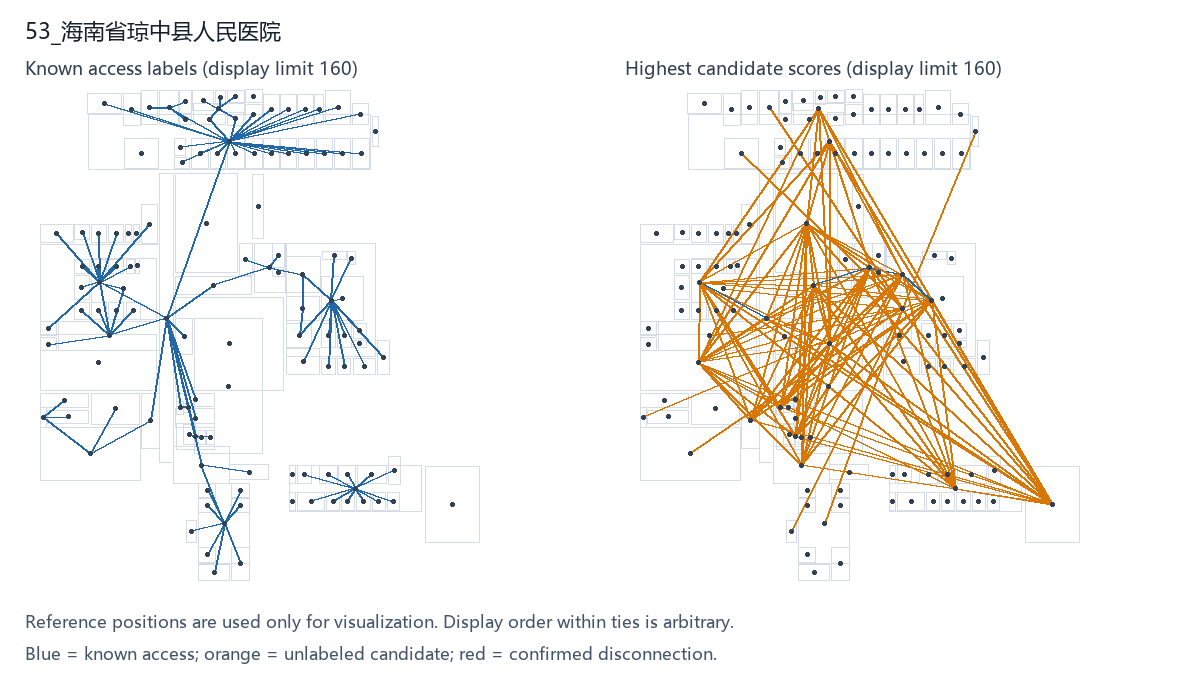 53_海南省琼中县人民医院
Known access labels (display limit 160)
Highest candidate scores (display limit 160)
Reference positions are used only for visualization. Display order within ties is arbitrary.
Blue = known access; orange = unlabeled candidate; red = confirmed disconnection.